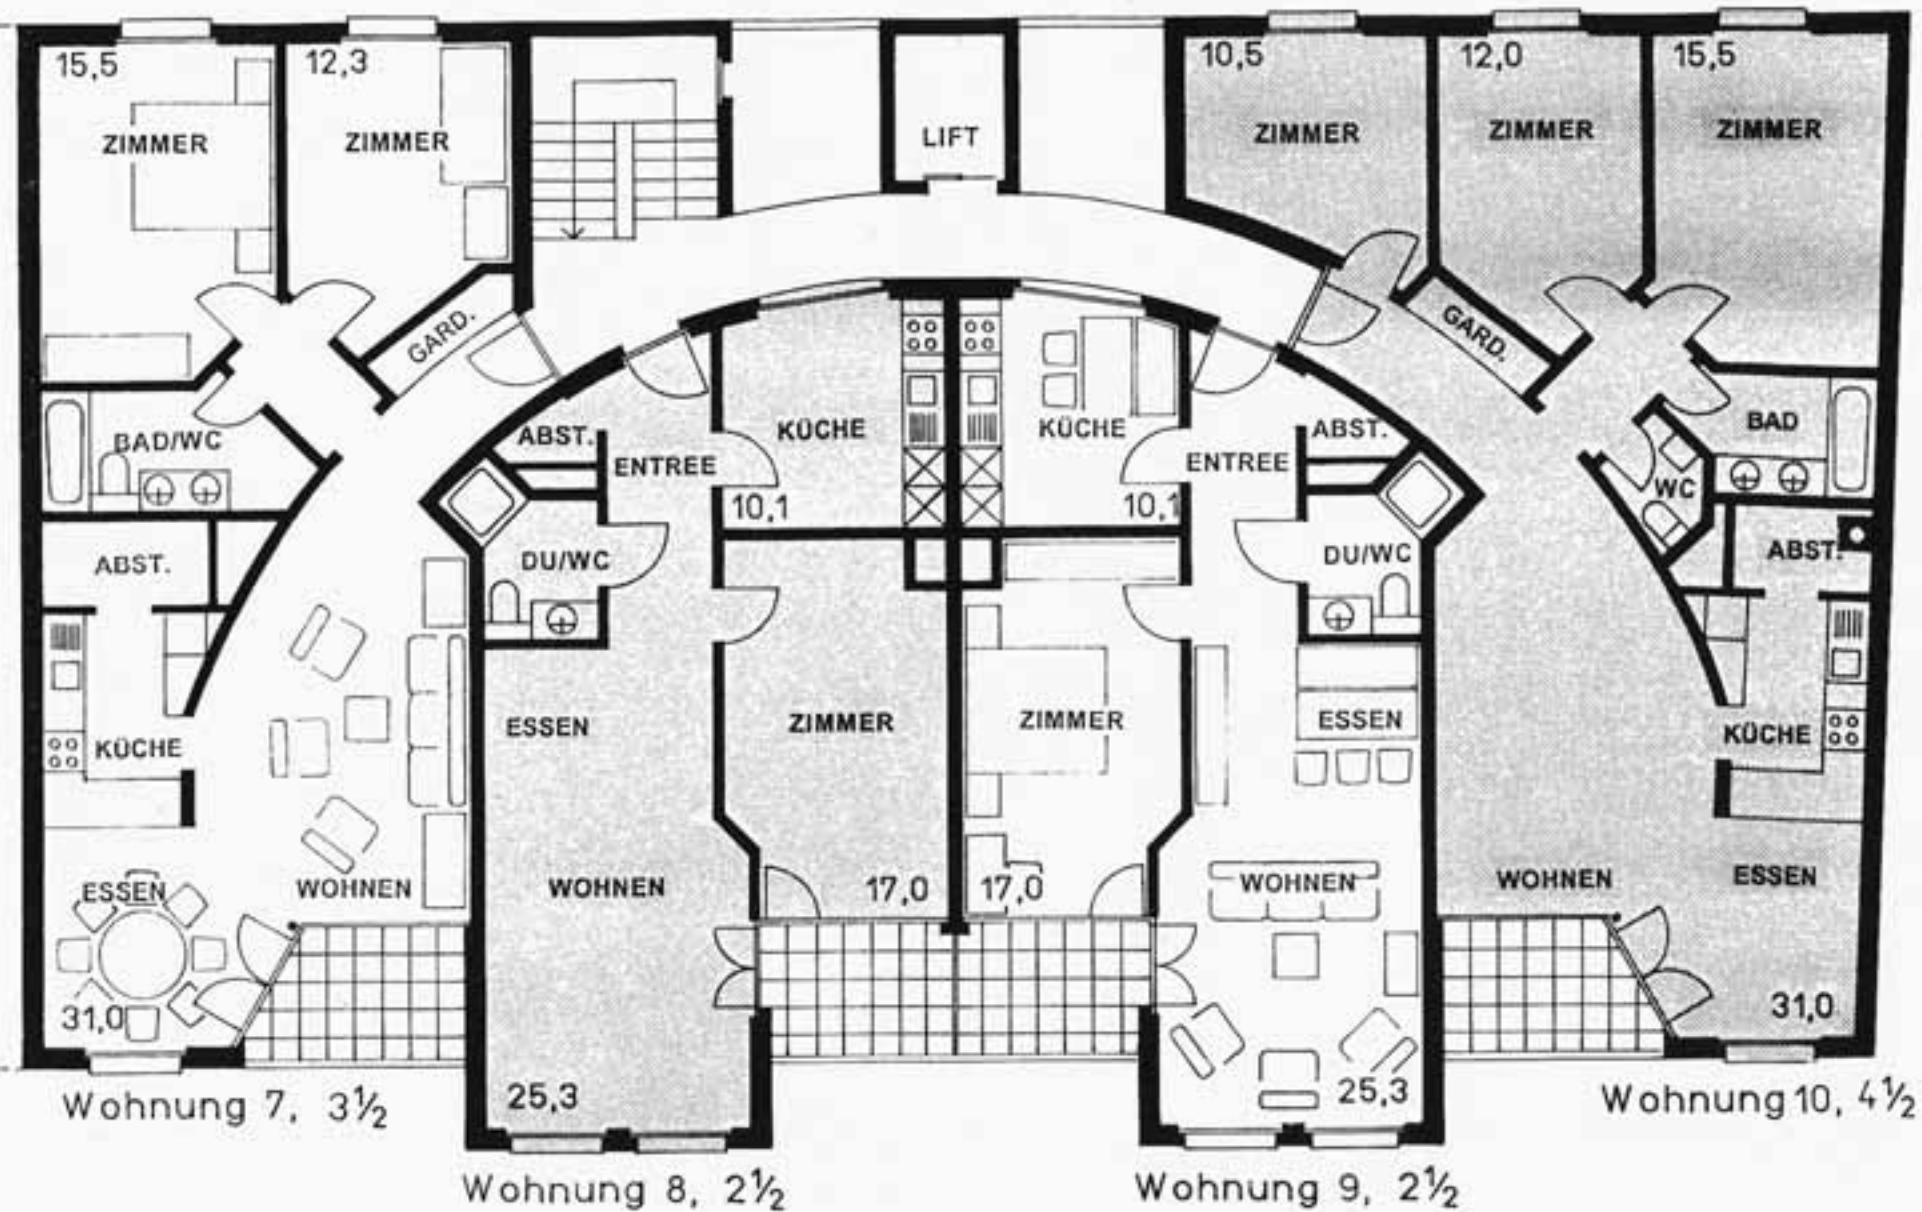 15,5
ZIMMER
12,3
ZIMMER
LIFT
10,5
ZIMMER
12,0
ZIMMER
15,5
ZIMMER
GARD.
GARD.
BAD/WC
ABST.
ENTREE
KÜCHE
10,1
KÜCHE
10,1
ENTREE
ABST.
WC
BAD
ABST.
DU/WC
DU/WC
ABST.
KÜCHE
ESSEN
ZIMMER
ZIMMER
ESSEN
KÜCHE
ESSEN
WOHNEN
WOHNEN
17,0
17,0
WOHNEN
WOHNEN
ESSEN
31,0
25,3
25,3
31,0
Wohnung 7, 3½
Wohnung 8, 2½
Wohnung 9, 2½
Wohnung 10, 4½